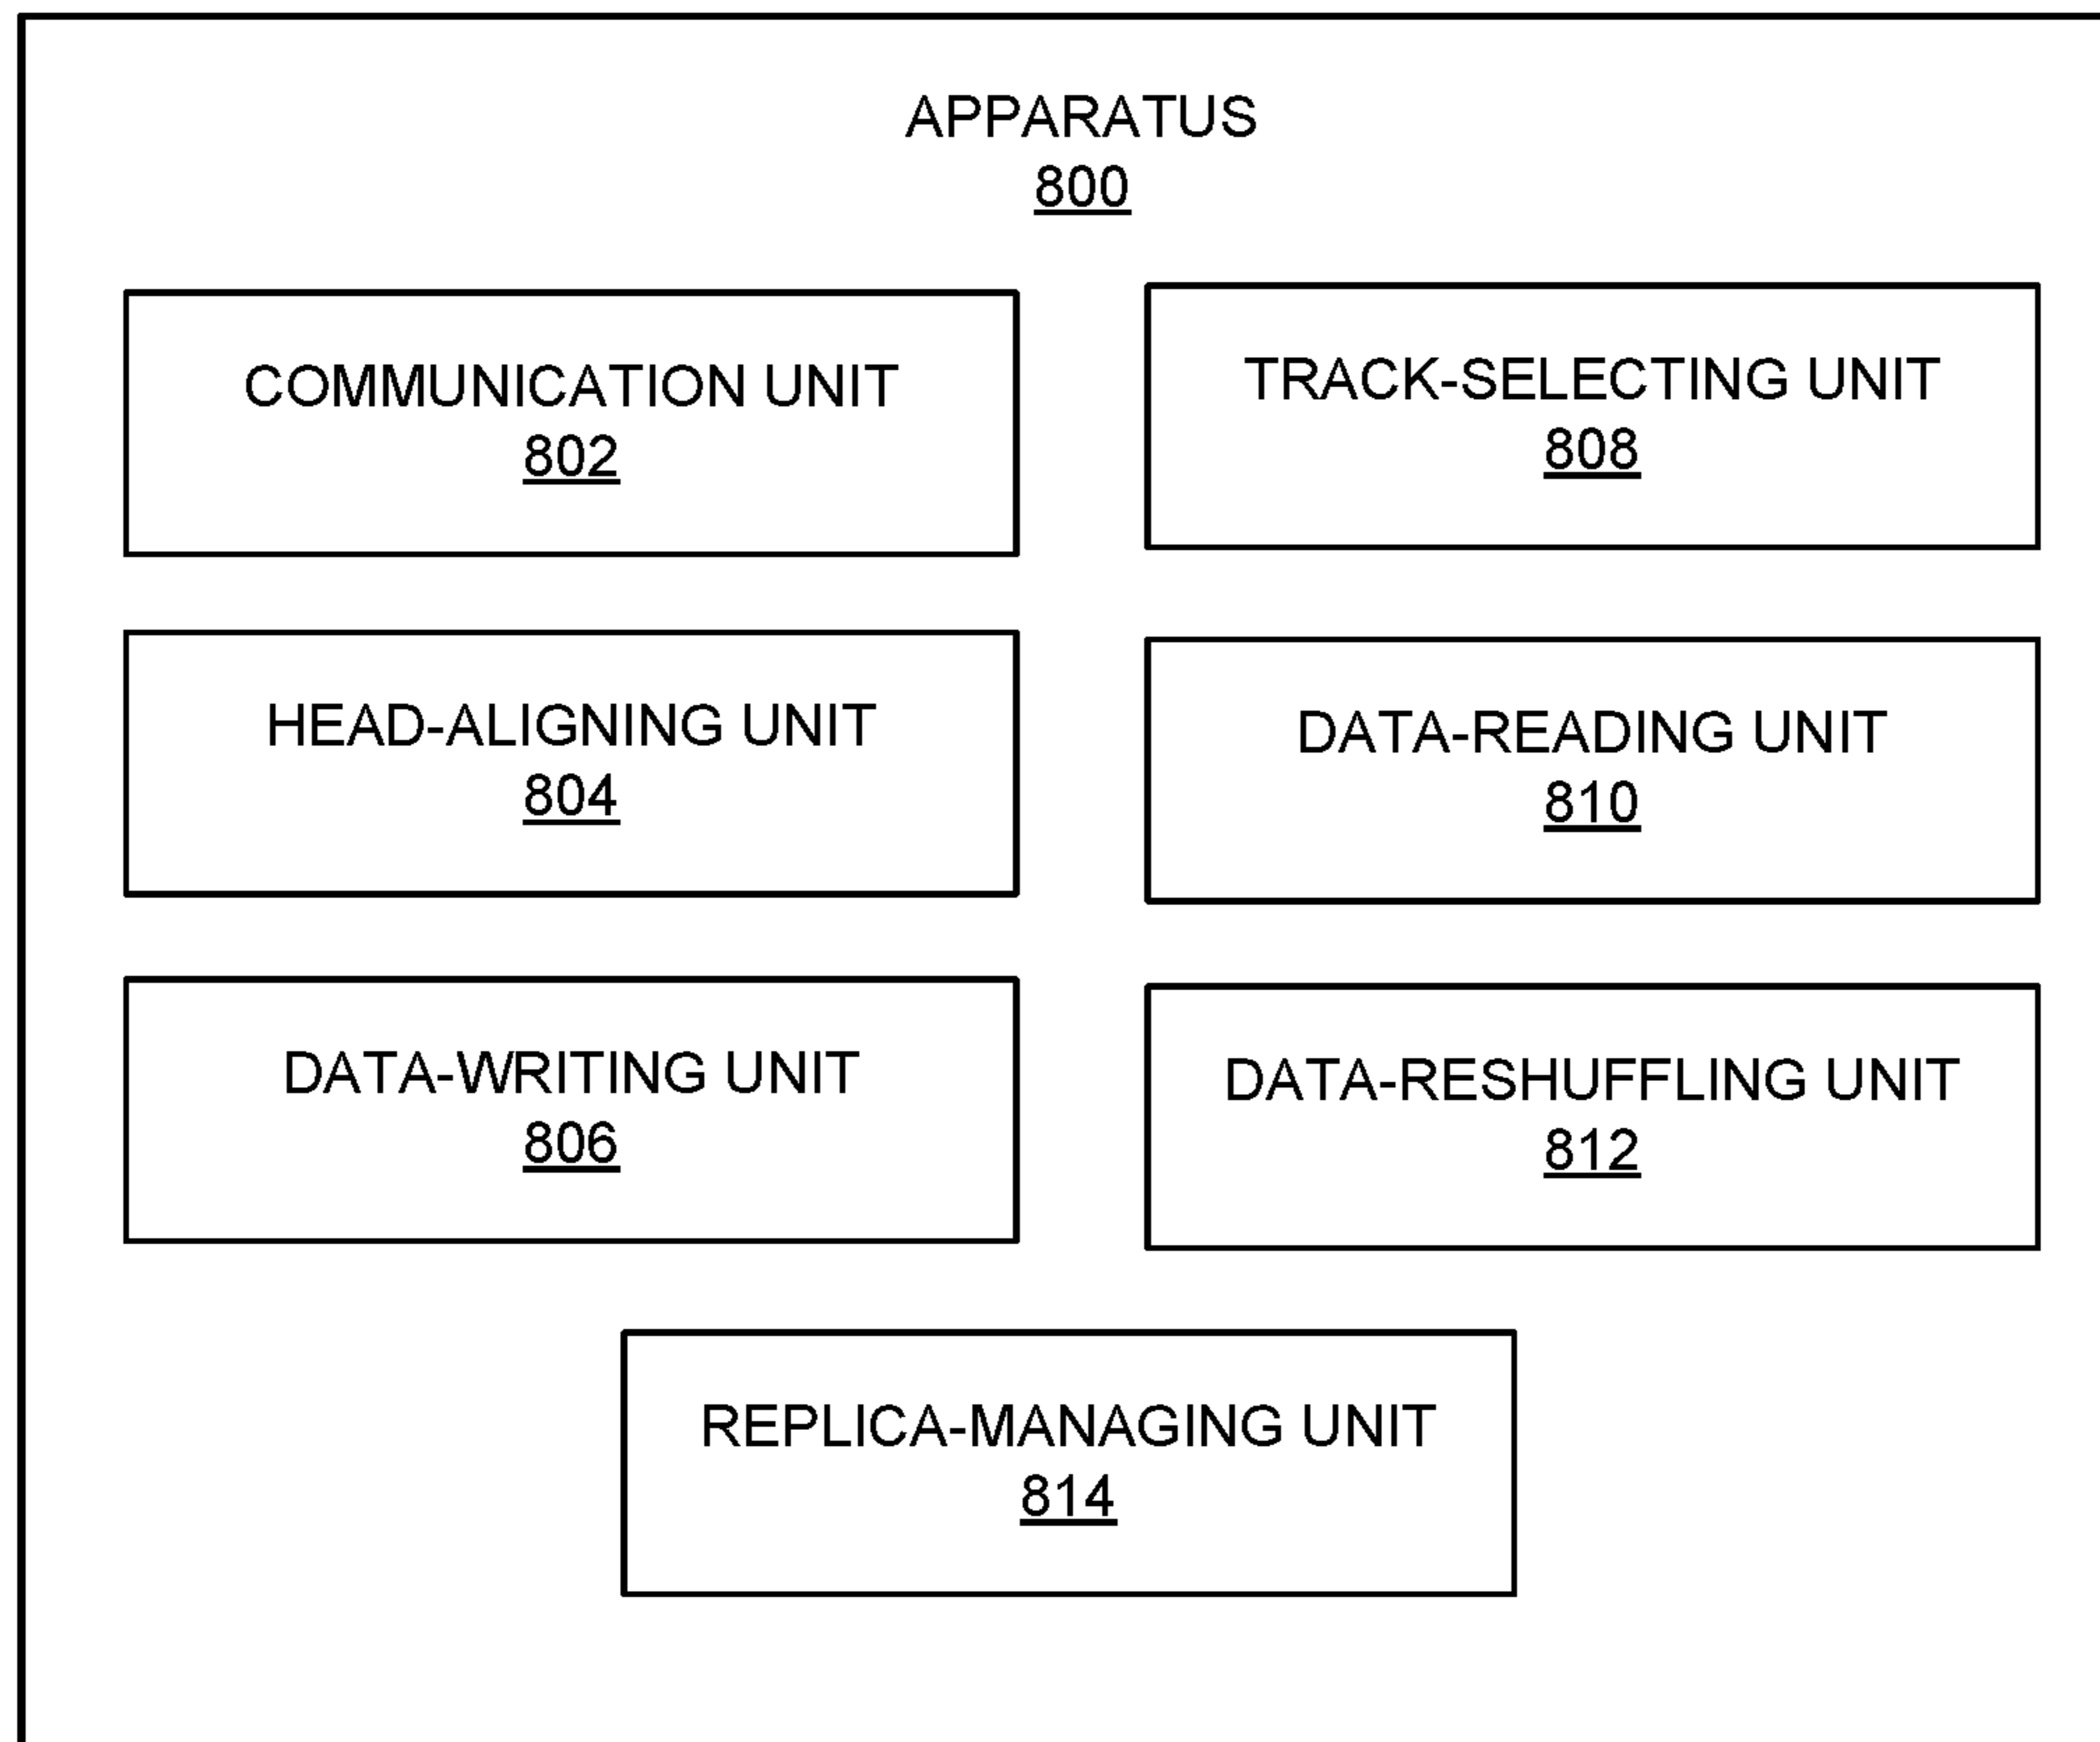 APPARATUS
800
COMMUNICATION UNIT
802
TRACK-SELECTING UNIT
808
HEAD-ALIGNING UNIT
804
DATA-READING UNIT
810
DATA-WRITING UNIT
806
DATA-RESHUFFLING UNIT
812
REPLICA-MANAGING UNIT
814